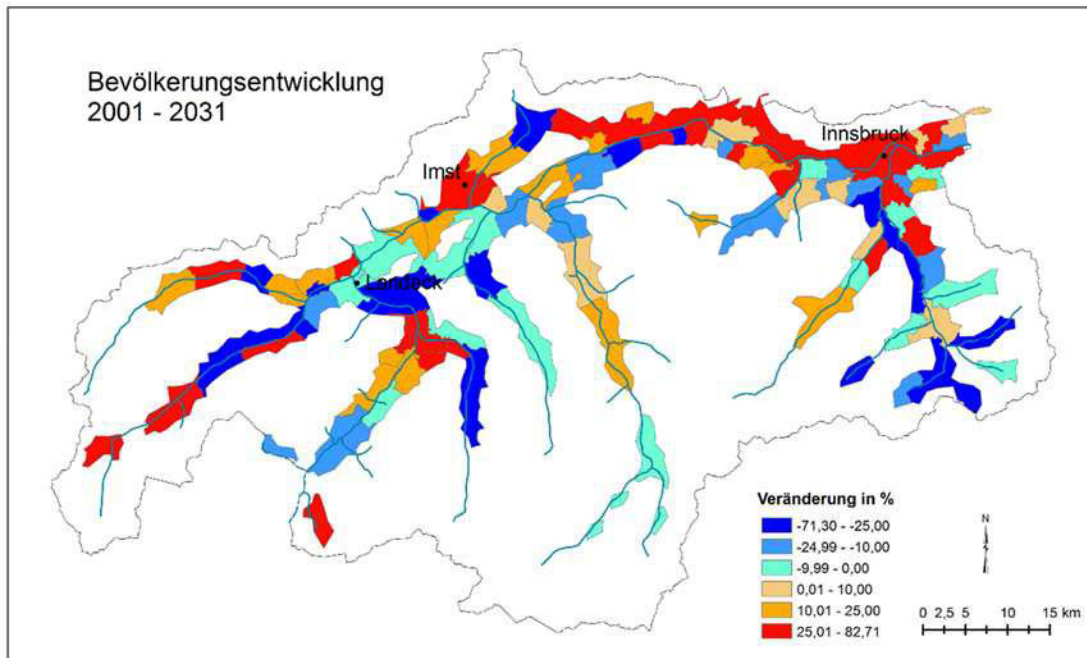 Bevölkerungsentwicklung
2001 - 2031
Innsbruck
Imst
Landeck
Veränderung in %
-71,30 - -25,00
-24,99 - -10,00
-9,99 - 0,00
0,01 - 10,00
10,01 - 25,00
25,01 - 82,71
N
0 2,5 5 10 15 km